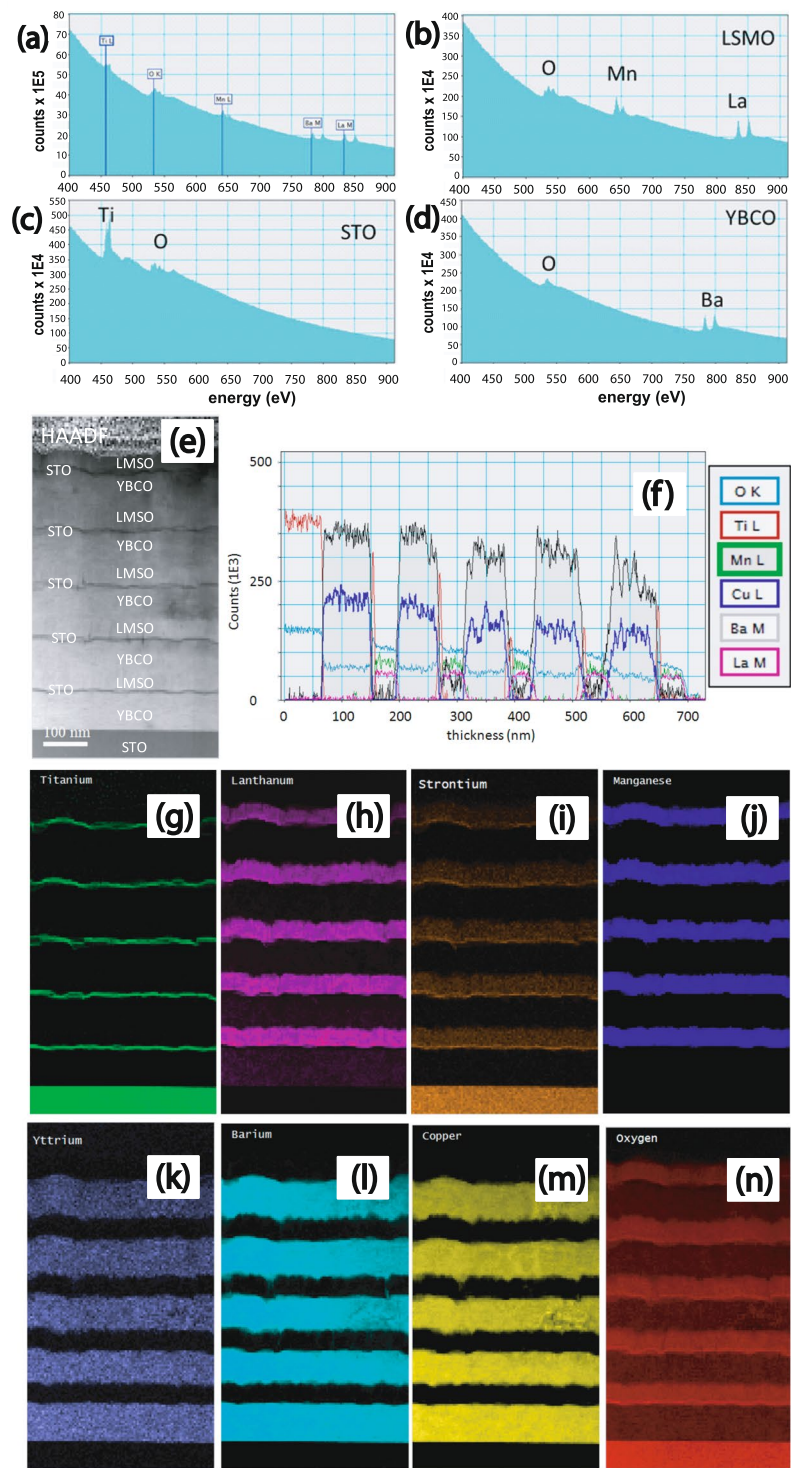 (a)
counts x 1E5
80
70
60
50
40
30
20
10
0
Ti L
O K
Mn L
Ba M
La M
400 450 500 550 600 650 700 750 800 850 900
(b)
LSMO
counts x 1E4
400
350
300
250
200
150
100
50
0
O
Mn
La
400 450 500 550 600 650 700 750 800 850 900
(c)
STO
counts x 1E4
550
500
450
400
350
300
250
200
150
100
50
0
Ti
O
400 450 500 550 600 650 700 750 800 850 900
energy (eV)
(d)
YBCO
counts x 1E4
450
400
350
300
250
200
150
100
50
0
O
Ba
400 450 500 550 600 650 700 750 800 850 900
energy (eV)
HAADF
(e)
LMSO
STO
YBCO
LMSO
STO
YBCO
LMSO
STO
YBCO
LMSO
STO
YBCO
LMSO
STO
YBCO
100 nm
STO
(f)
Counts (1E3)
500
250
0
0 100 200 300 400 500 600 700
thickness (nm)
O K
Ti L
Mn L
Cu L
Ba M
La M
Titanium
(g)
Lanthanum
(h)
Strontium
(i)
Manganese
(j)
Yttrium
(k)
Barium
(l)
Copper
(m)
Oxygen
(n)